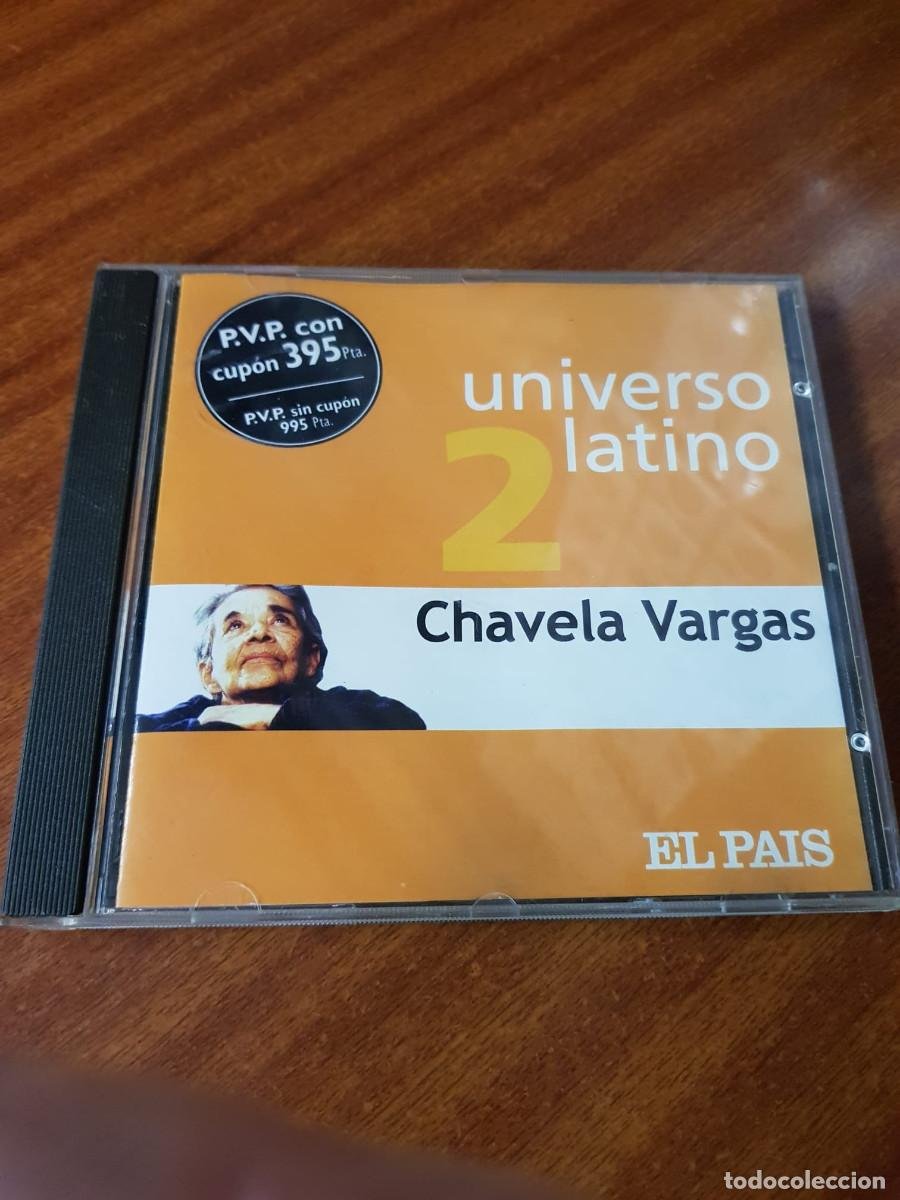 P.V.P. con
cupón 395 Pta.
P.V.P. sin cupón
995 Pta.
universo
2 latino
Chavela Vargas
EL PAIS
todocoleccion